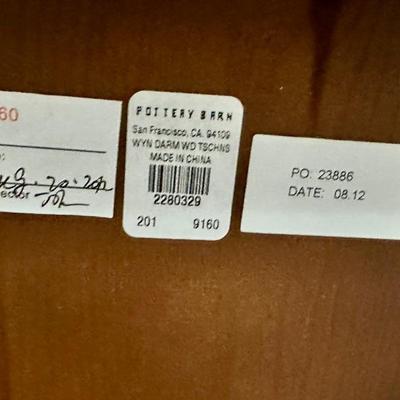 60
POTTERY BARN
San Francisco, CA. 94109
WYN DARM WD TSCHNS
MADE IN CHINA
2280329
201 9160
PO: 23886
DATE: 08.12
ector